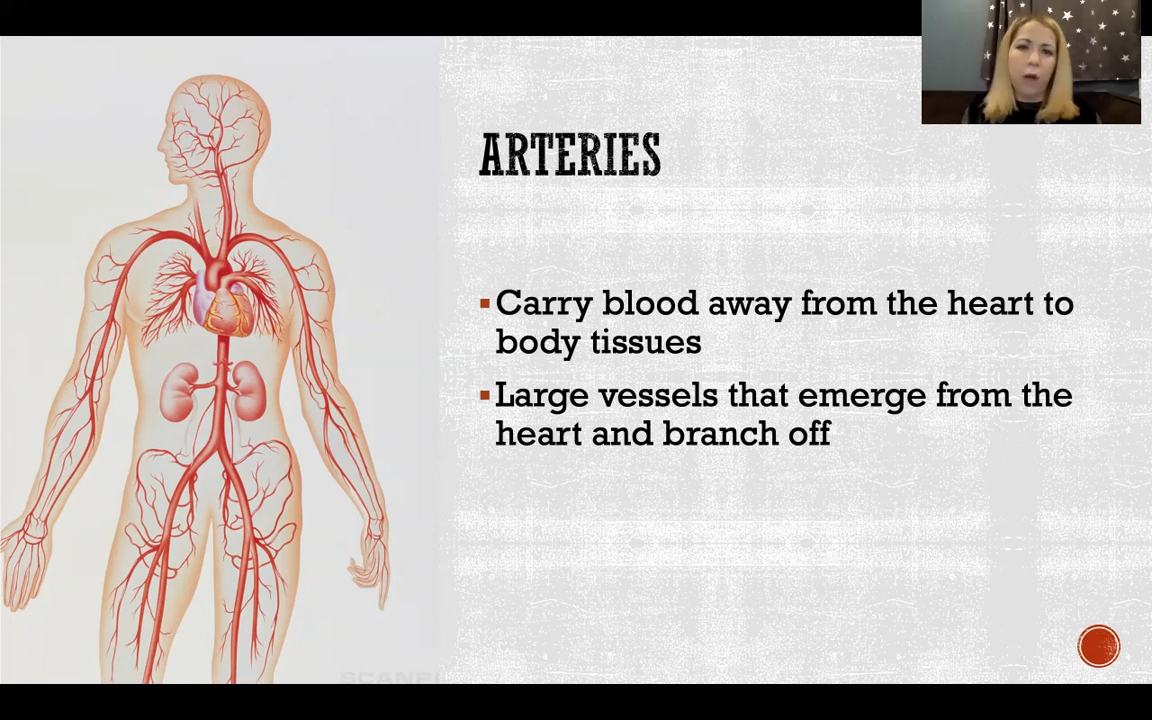 ARTERIES
▪Carry blood away from the heart to
body tissues
▪Large vessels that emerge from the
heart and branch off